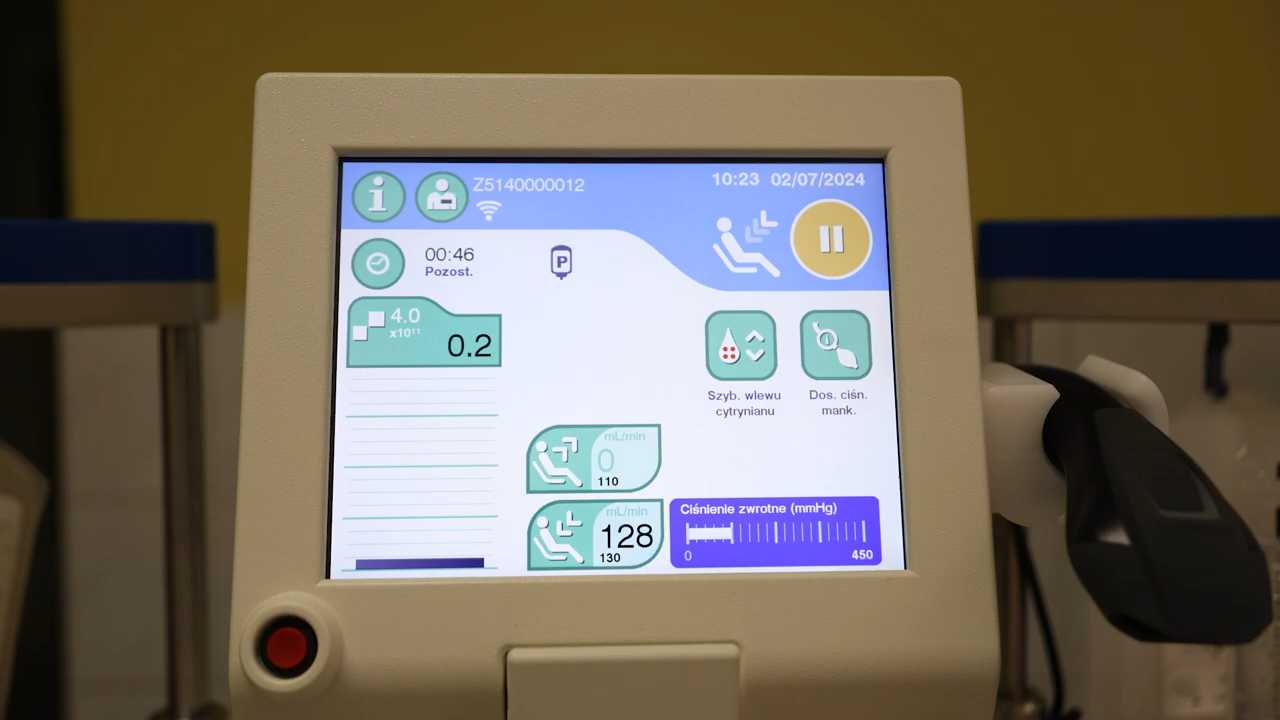 Z5140000012
10:23 02/07/2024
00:46
Pozost.
P
4.0
x10¹¹
0.2
Szyb. wlewu
cytrynianu
Dos. ciśn.
mank.
mL/min
0
110
mL/min
128
130
Ciśnienie zwrotne (mmHg)
0 450